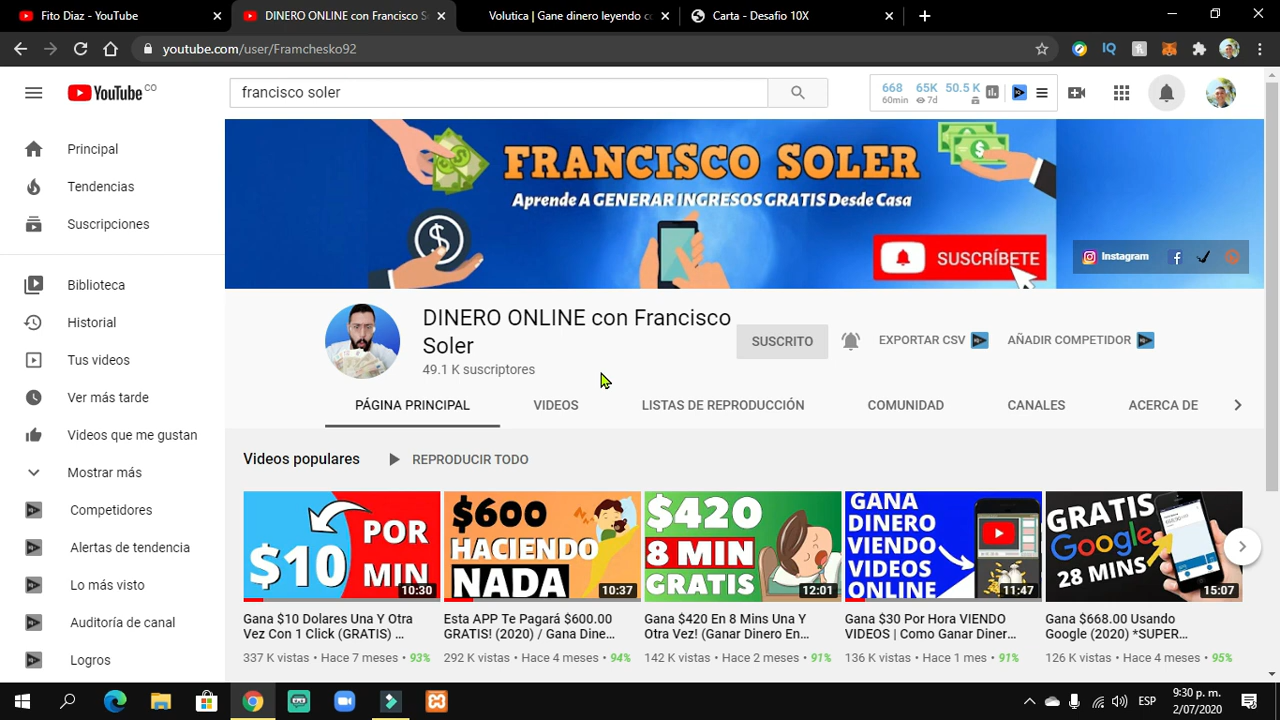 Fito Diaz - YouTube
DINERO ONLINE con Francisco S
Volutica | Gane dinero leyendo co
Carta - Desafio 10X
youtube.com/user/Framchesko92
YouTube CO
francisco soler
668 65K 50.5 K
60min 7d
Principal
Tendencias
Suscripciones
Biblioteca
Historial
Tus videos
Ver más tarde
Videos que me gustan
Mostrar más
Competidores
Alertas de tendencia
Lo más visto
Auditoría de canal
Logros
FRANCISCO SOLER
Aprende A GENERAR INGRESOS GRATIS Desde Casa
SUSCRÍBETE
Instagram
DINERO ONLINE con Francisco
Soler
49.1 K suscriptores
SUSCRITO
EXPORTAR CSV
AÑADIR COMPETIDOR
PÁGINA PRINCIPAL
VIDEOS
LISTAS DE REPRODUCCIÓN
COMUNIDAD
CANALES
ACERCA DE
Videos populares
REPRODUCIR TODO
$10 POR
MIN
10:30
Gana $10 Dolares Una Y Otra
Vez Con 1 Click (GRATIS) ...
337 K vistas • Hace 7 meses • 93%
$600
HACIENDO
NADA
10:37
Esta APP Te Pagará $600.00
GRATIS! (2020) / Gana Dine...
292 K vistas • Hace 4 meses • 94%
$420
8 MIN
GRATIS
12:01
Gana $420 En 8 Mins Una Y
Otra Vez! (Ganar Dinero En...
142 K vistas • Hace 2 meses • 91%
GANA
DINERO
VIENDO
VIDEOS
ONLINE
11:47
Gana $30 Por Hora VIENDO
VIDEOS | Como Ganar Diner...
136 K vistas • Hace 1 mes • 91%
GRATIS
Google
28 MINS
15:07
Gana $668.00 Usando
Google (2020) *SUPER...
126 K vistas • Hace 4 meses • 95%
ESP
9:30 p. m.
2/07/2020